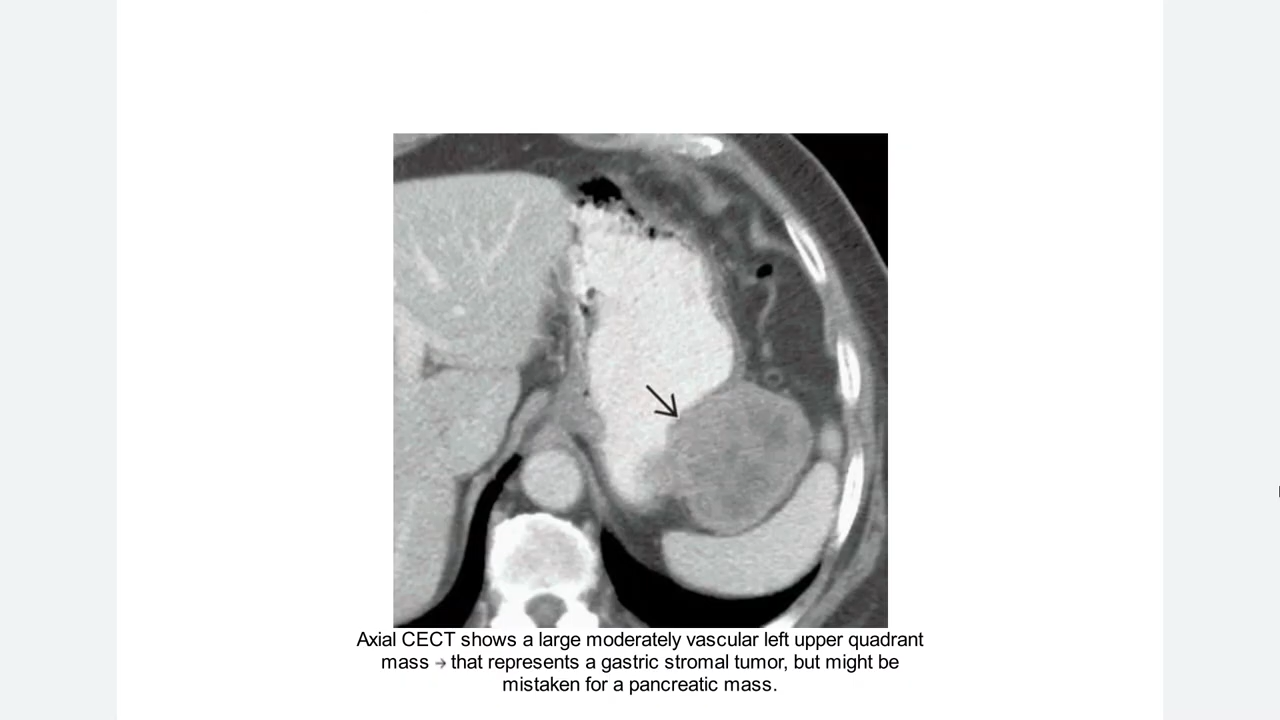 Axial CECT shows a large moderately vascular left upper quadrant
mass → that represents a gastric stromal tumor, but might be
mistaken for a pancreatic mass.